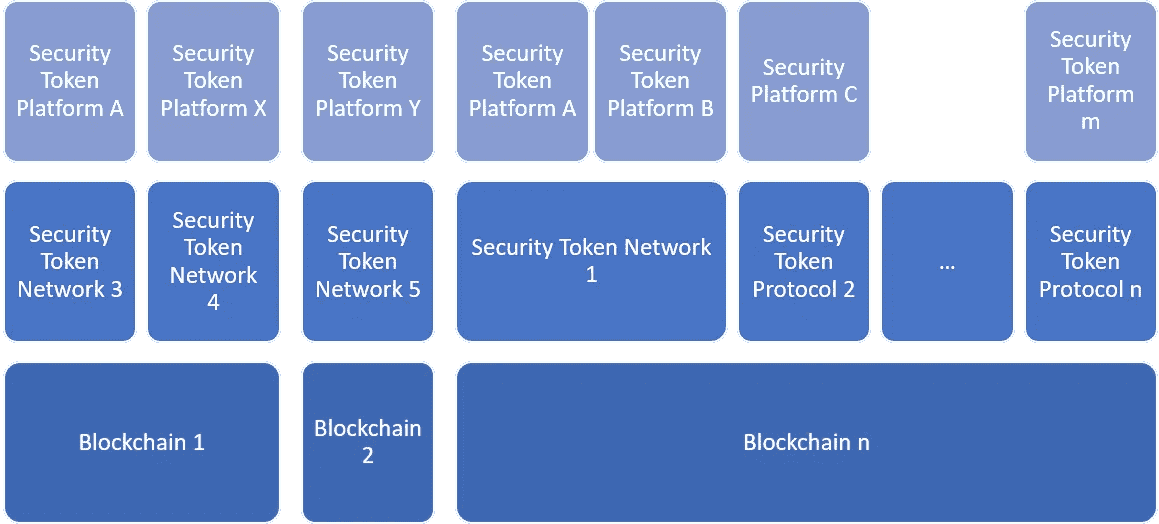 Security
Token
Platform A
Security
Token
Platform X
Security
Token
Platform Y
Security
Token
Platform A
Security
Token
Platform B
Security
Platform C
Security
Token
Platform
m
Security
Token
Network 3
Security
Token
Network
4
Security
Token
Network 5
Security Token Network
1
Security
Token
Protocol 2
...
Security
Token
Protocol n
Blockchain 1
Blockchain
2
Blockchain n